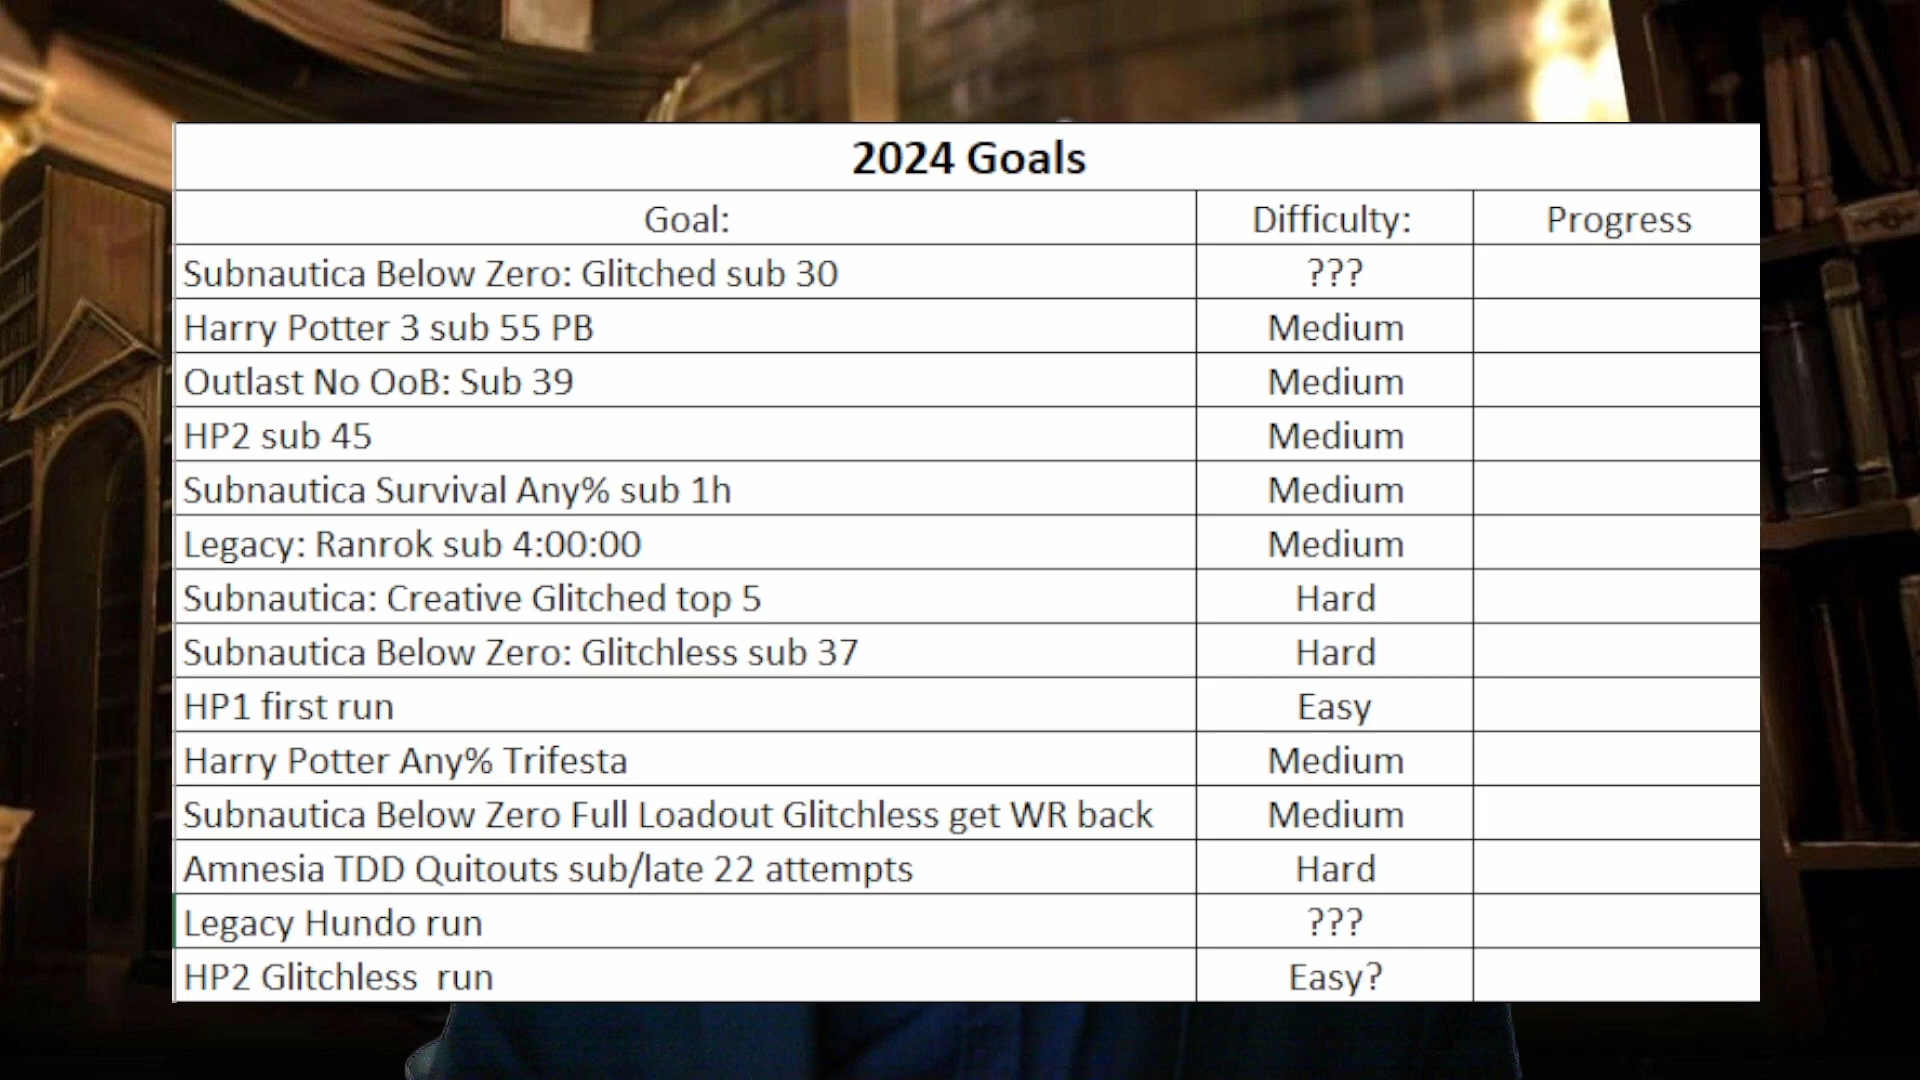 2024 Goals
Goal: Difficulty: Progress
Subnautica Below Zero: Glitched sub 30 ???
Harry Potter 3 sub 55 PB Medium
Outlast No OoB: Sub 39 Medium
HP2 sub 45 Medium
Subnautica Survival Any% sub 1h Medium
Legacy: Ranrok sub 4:00:00 Medium
Subnautica: Creative Glitched top 5 Hard
Subnautica Below Zero: Glitchless sub 37 Hard
HP1 first run Easy
Harry Potter Any% Trifesta Medium
Subnautica Below Zero Full Loadout Glitchless get WR back Medium
Amnesia TDD Quitouts sub/late 22 attempts Hard
Legacy Hundo run ???
HP2 Glitchless  run Easy?